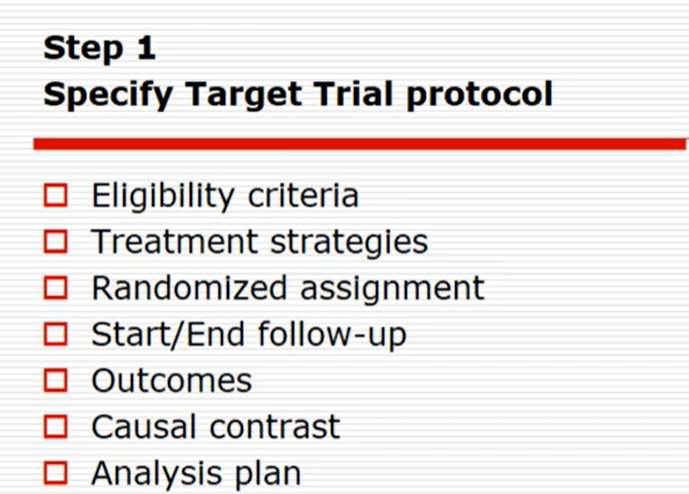 Step 1
Specify Target Trial protocol
Eligibility criteria
Treatment strategies
Randomized assignment
Start/End follow-up
Outcomes
Causal contrast
Analysis plan